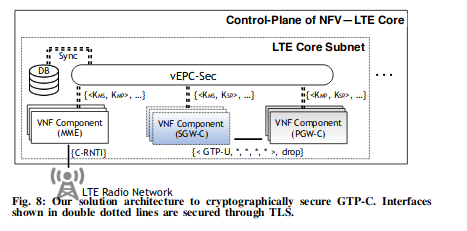 Control-Plane of NFV—LTE Core
LTE Core Subnet
Sync
DB
vEPC-Sec
...
{<KMS, KMP>, ...}
{<KMS, KSP>, ...}
{<KMP, KSP>, ...}
VNF Component
(MME)
VNF Component
(SGW-C)
VNF Component
(PGW-C)
{C-RNTI}
{< GTP-U, *, *, *, *>, drop}
LTE Radio Network
Fig. 8: Our solution architecture to cryptographically secure GTP-C. Interfaces
shown in double dotted lines are secured through TLS.